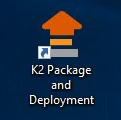 K2 Package
and
Deployment